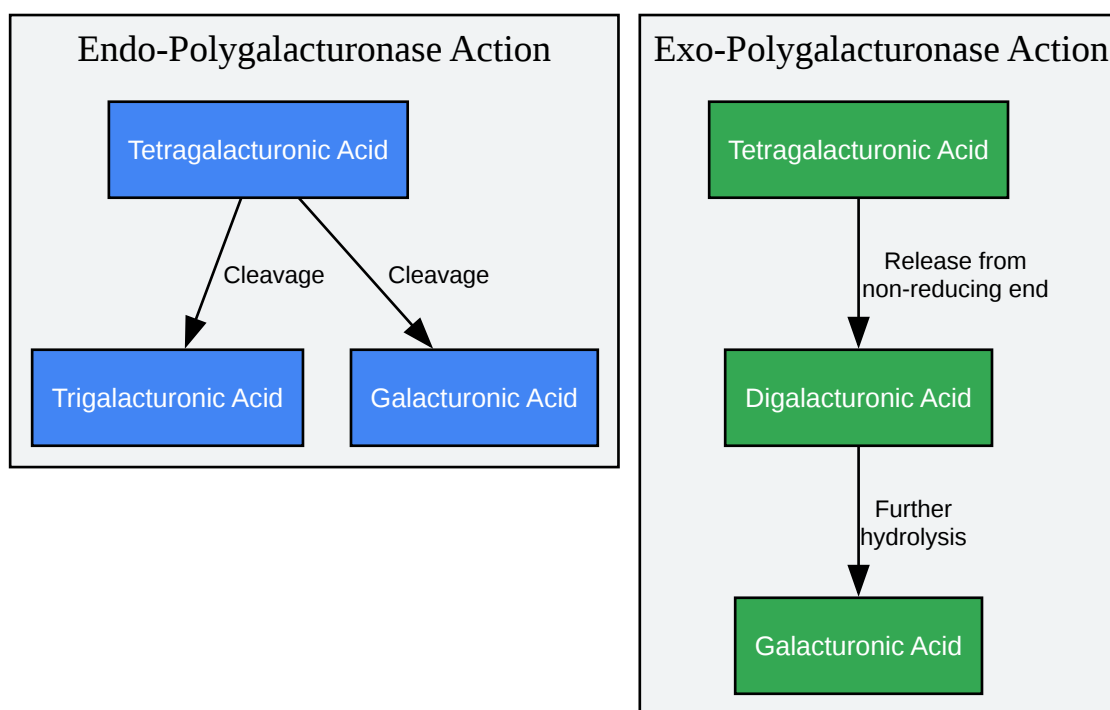 Endo-Polygalacturonase Action
Tetragalacturonic Acid
Cleavage
Cleavage
Trigalacturonic Acid
Galacturonic Acid
Exo-Polygalacturonase Action
Tetragalacturonic Acid
Release from
non-reducing end
Digalacturonic Acid
Further
hydrolysis
Galacturonic Acid